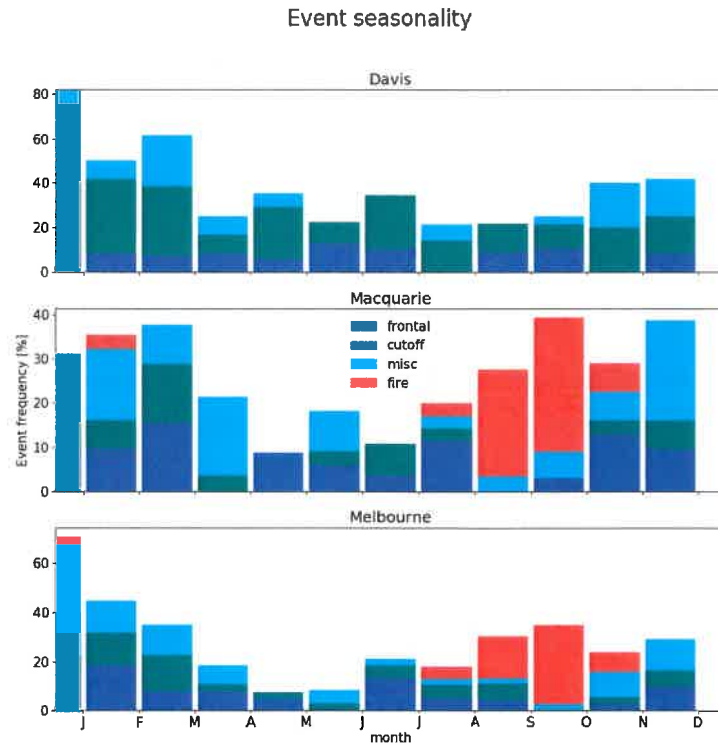 Event seasonality
Davis
80
60
40
20
0
Macquarie
40
30
20
10
0
frontal
cutoff
misc
fire
Event frequency [%]
Melbourne
60
40
20
0
J F M A M J J A S O N D
month